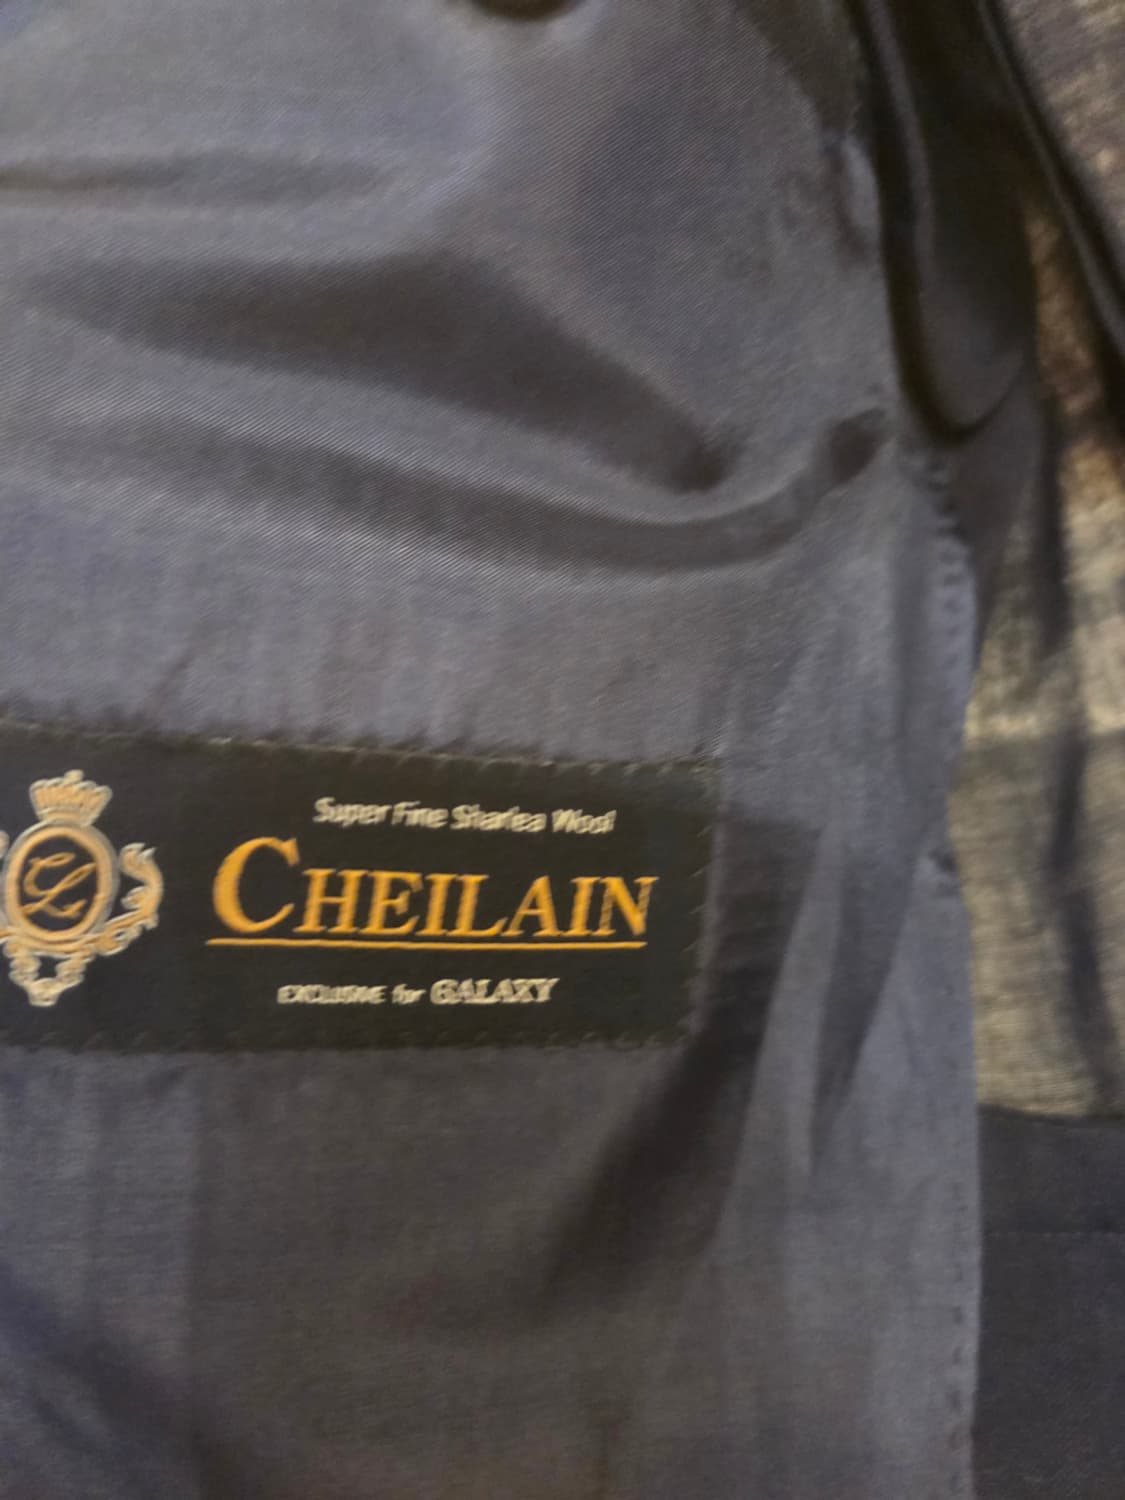 Super Fine Sharlea Wool
CHEILAIN
EXCLUSIVE for GALAXY